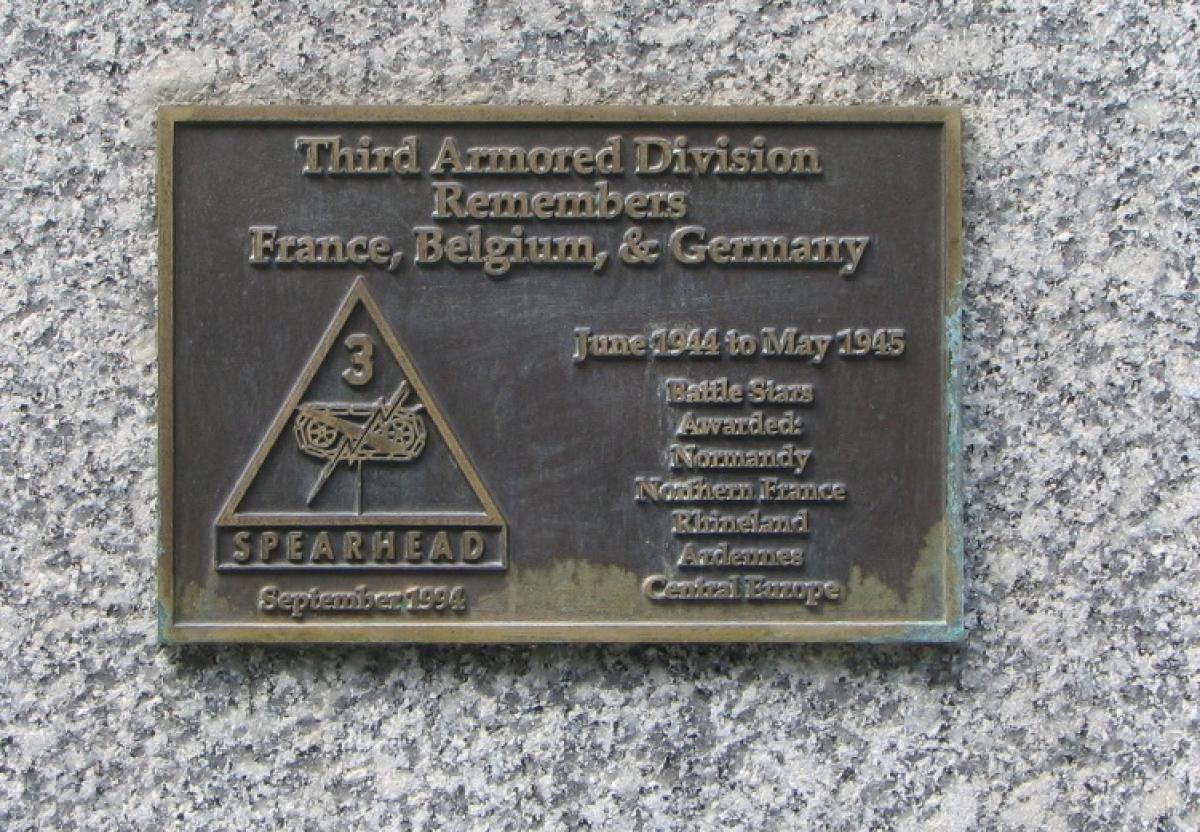 Third Armored Division
Remembers
France, Belgium, & Germany
3
SPEARHEAD
September 1994
June 1944 to May 1945
Battle Stars
Awarded:
Normandy
Northern France
Rhineland
Ardennes
Central Europe